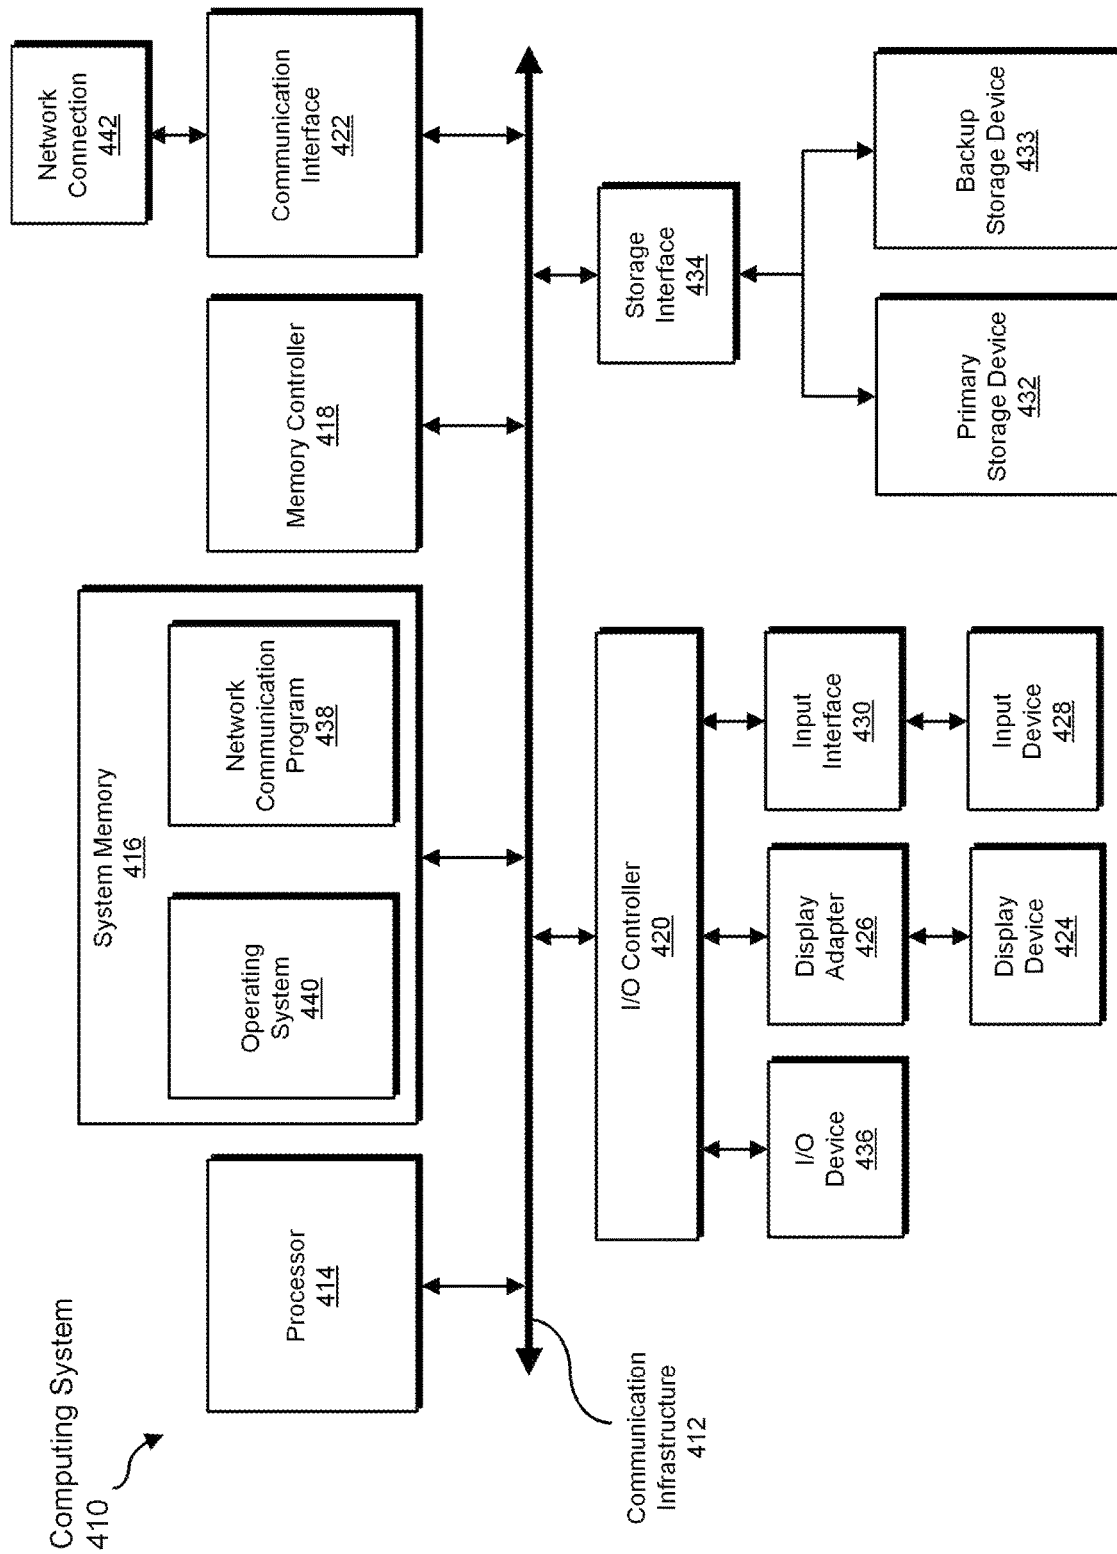 Computing System
410
Processor
414
System Memory
416
Operating
System
440
Network
Communication
Program
438
Memory Controller
418
Communication
Interface
422
Network
Connection
442
Communication
Infrastructure
412
I/O Controller
420
Storage
Interface
434
I/O
Device
436
Display
Adapter
426
Input
Interface
430
Display
Device
424
Input
Device
428
Primary
Storage Device
432
Backup
Storage Device
433